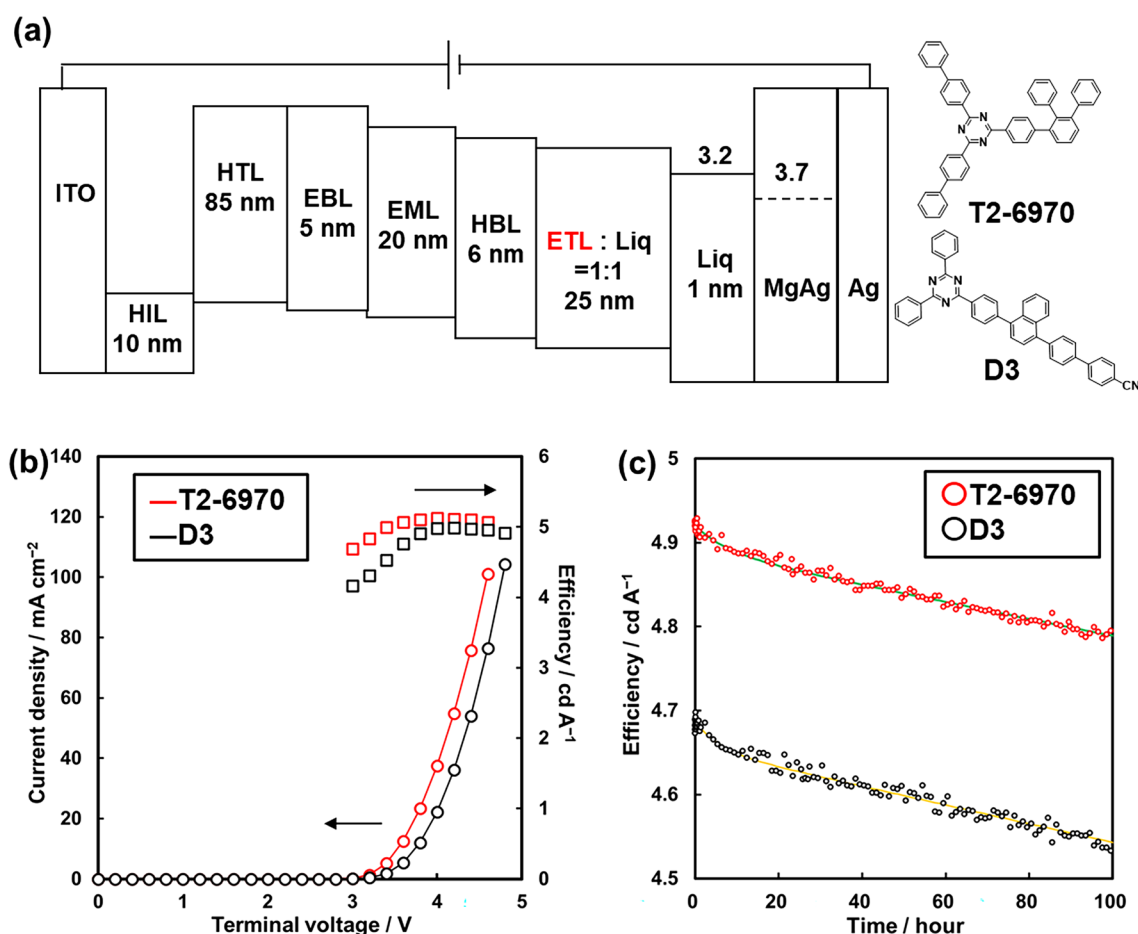 (a)
ITO
HIL
10 nm
HTL
85 nm
EBL
5 nm
EML
20 nm
HBL
6 nm
ETL : Liq
=1:1
25 nm
3.2
Liq
1 nm
3.7
MgAg
Ag
N
N
N
T2-6970
N
N
N
CN
D3
(b)
T2-6970
D3
Current density / mA cm−2
140
120
100
80
60
40
20
0
0
1
2
3
4
5
Terminal voltage / V
6
5
4
3
2
1
0
Efficiency / cd A−1
(c)
T2-6970
D3
Efficiency / cd A−1
5
4.9
4.8
4.7
4.6
4.5
0
20
40
60
80
100
Time / hour